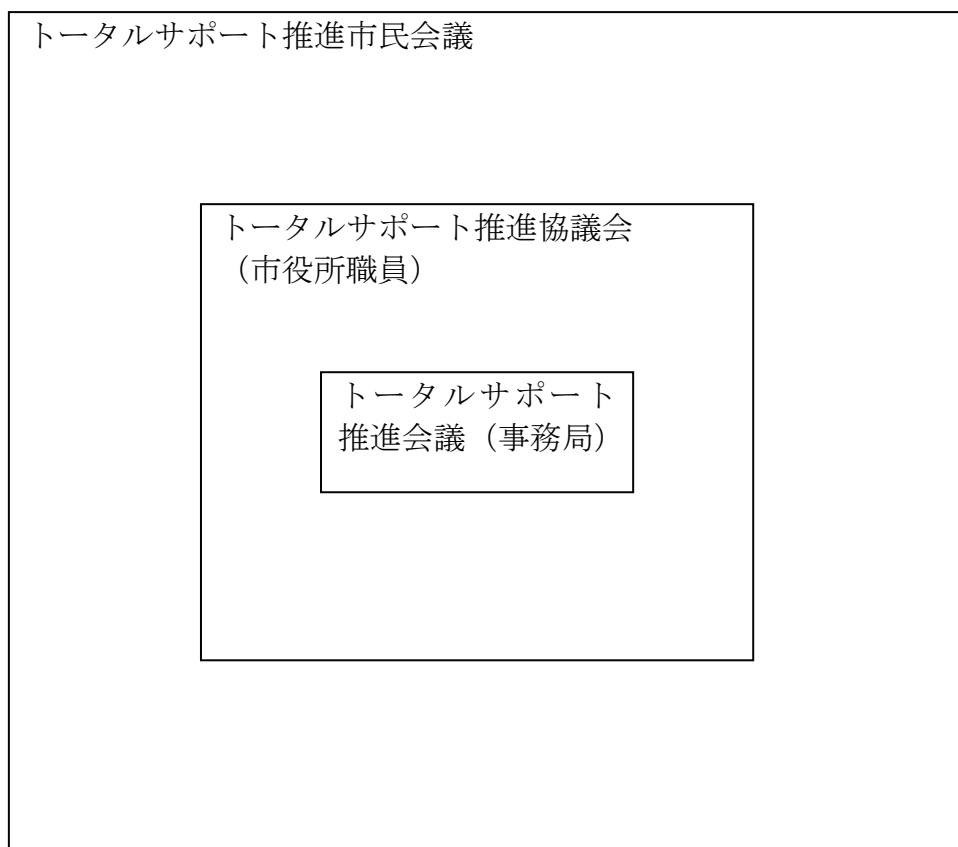 トータルサポート推進市民会議
トータルサポート推進協議会
（市役所職員）
トータルサポート
推進会議（事務局）